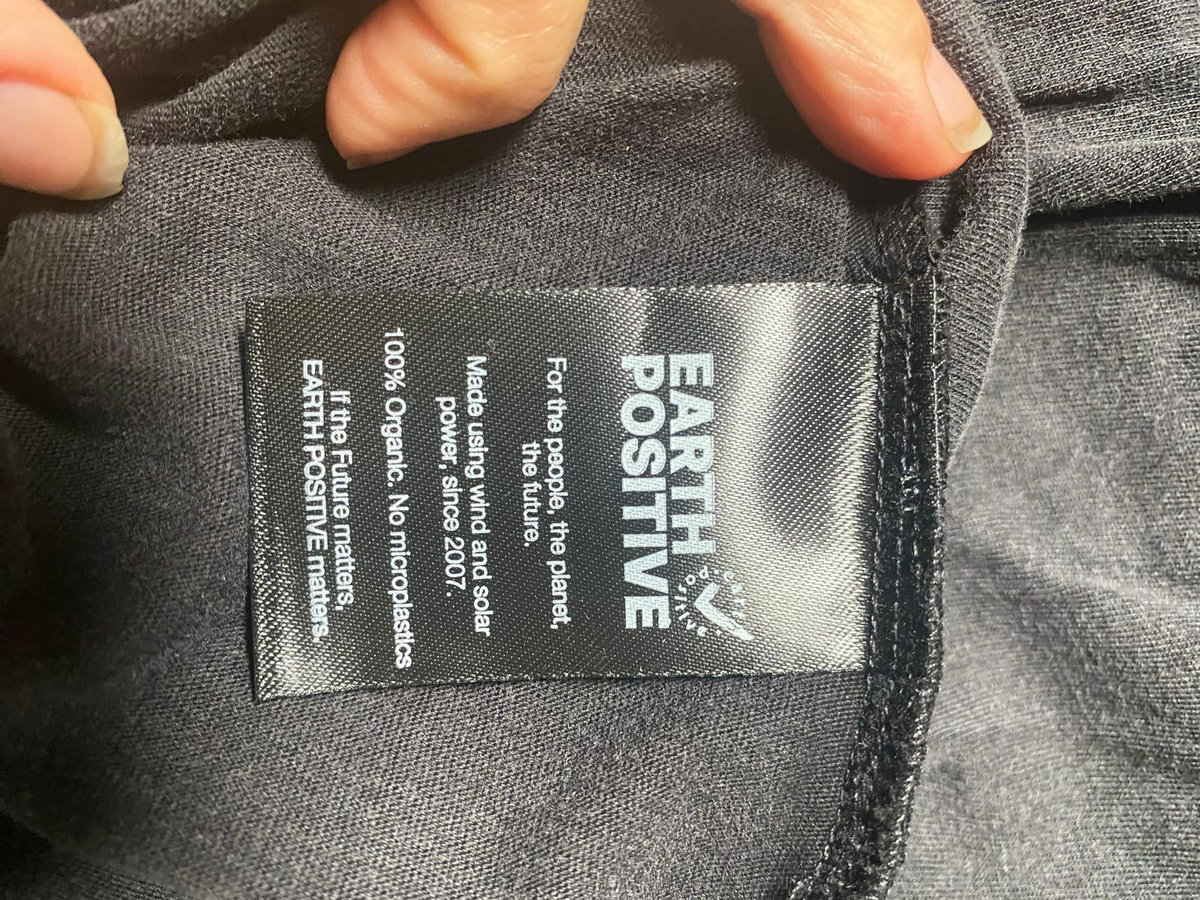 EARTH
POSITIVE
For the people, the planet,
the future.
Made using wind and solar
power, since 2007.
100% Organic. No microplastics
If the Future matters,
EARTH POSITIVE matters.